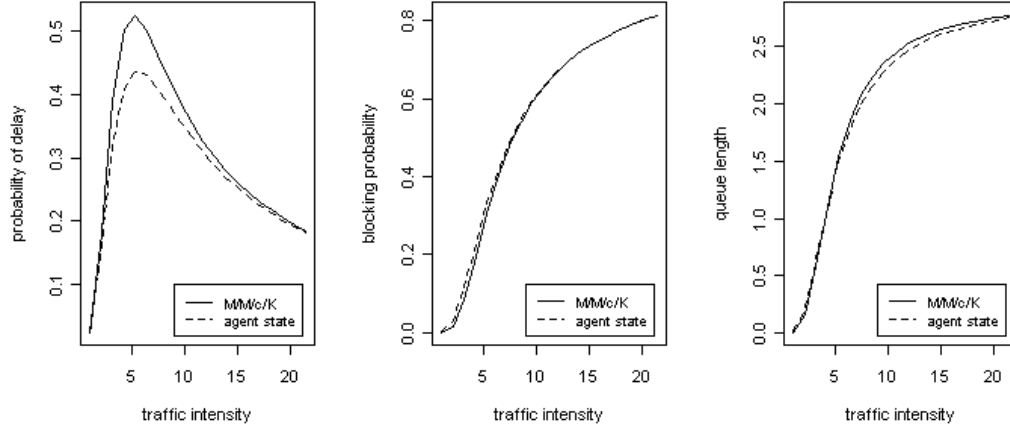 probability of delay
0.1 0.2 0.3 0.4 0.5
M/M/c/K
agent state
5 10 15 20
traffic intensity
blocking probability
0.0 0.2 0.4 0.6 0.8
M/M/c/K
agent state
5 10 15 20
traffic intensity
queue length
0.0 0.5 1.0 1.5 2.0 2.5
M/M/c/K
agent state
5 10 15 20
traffic intensity